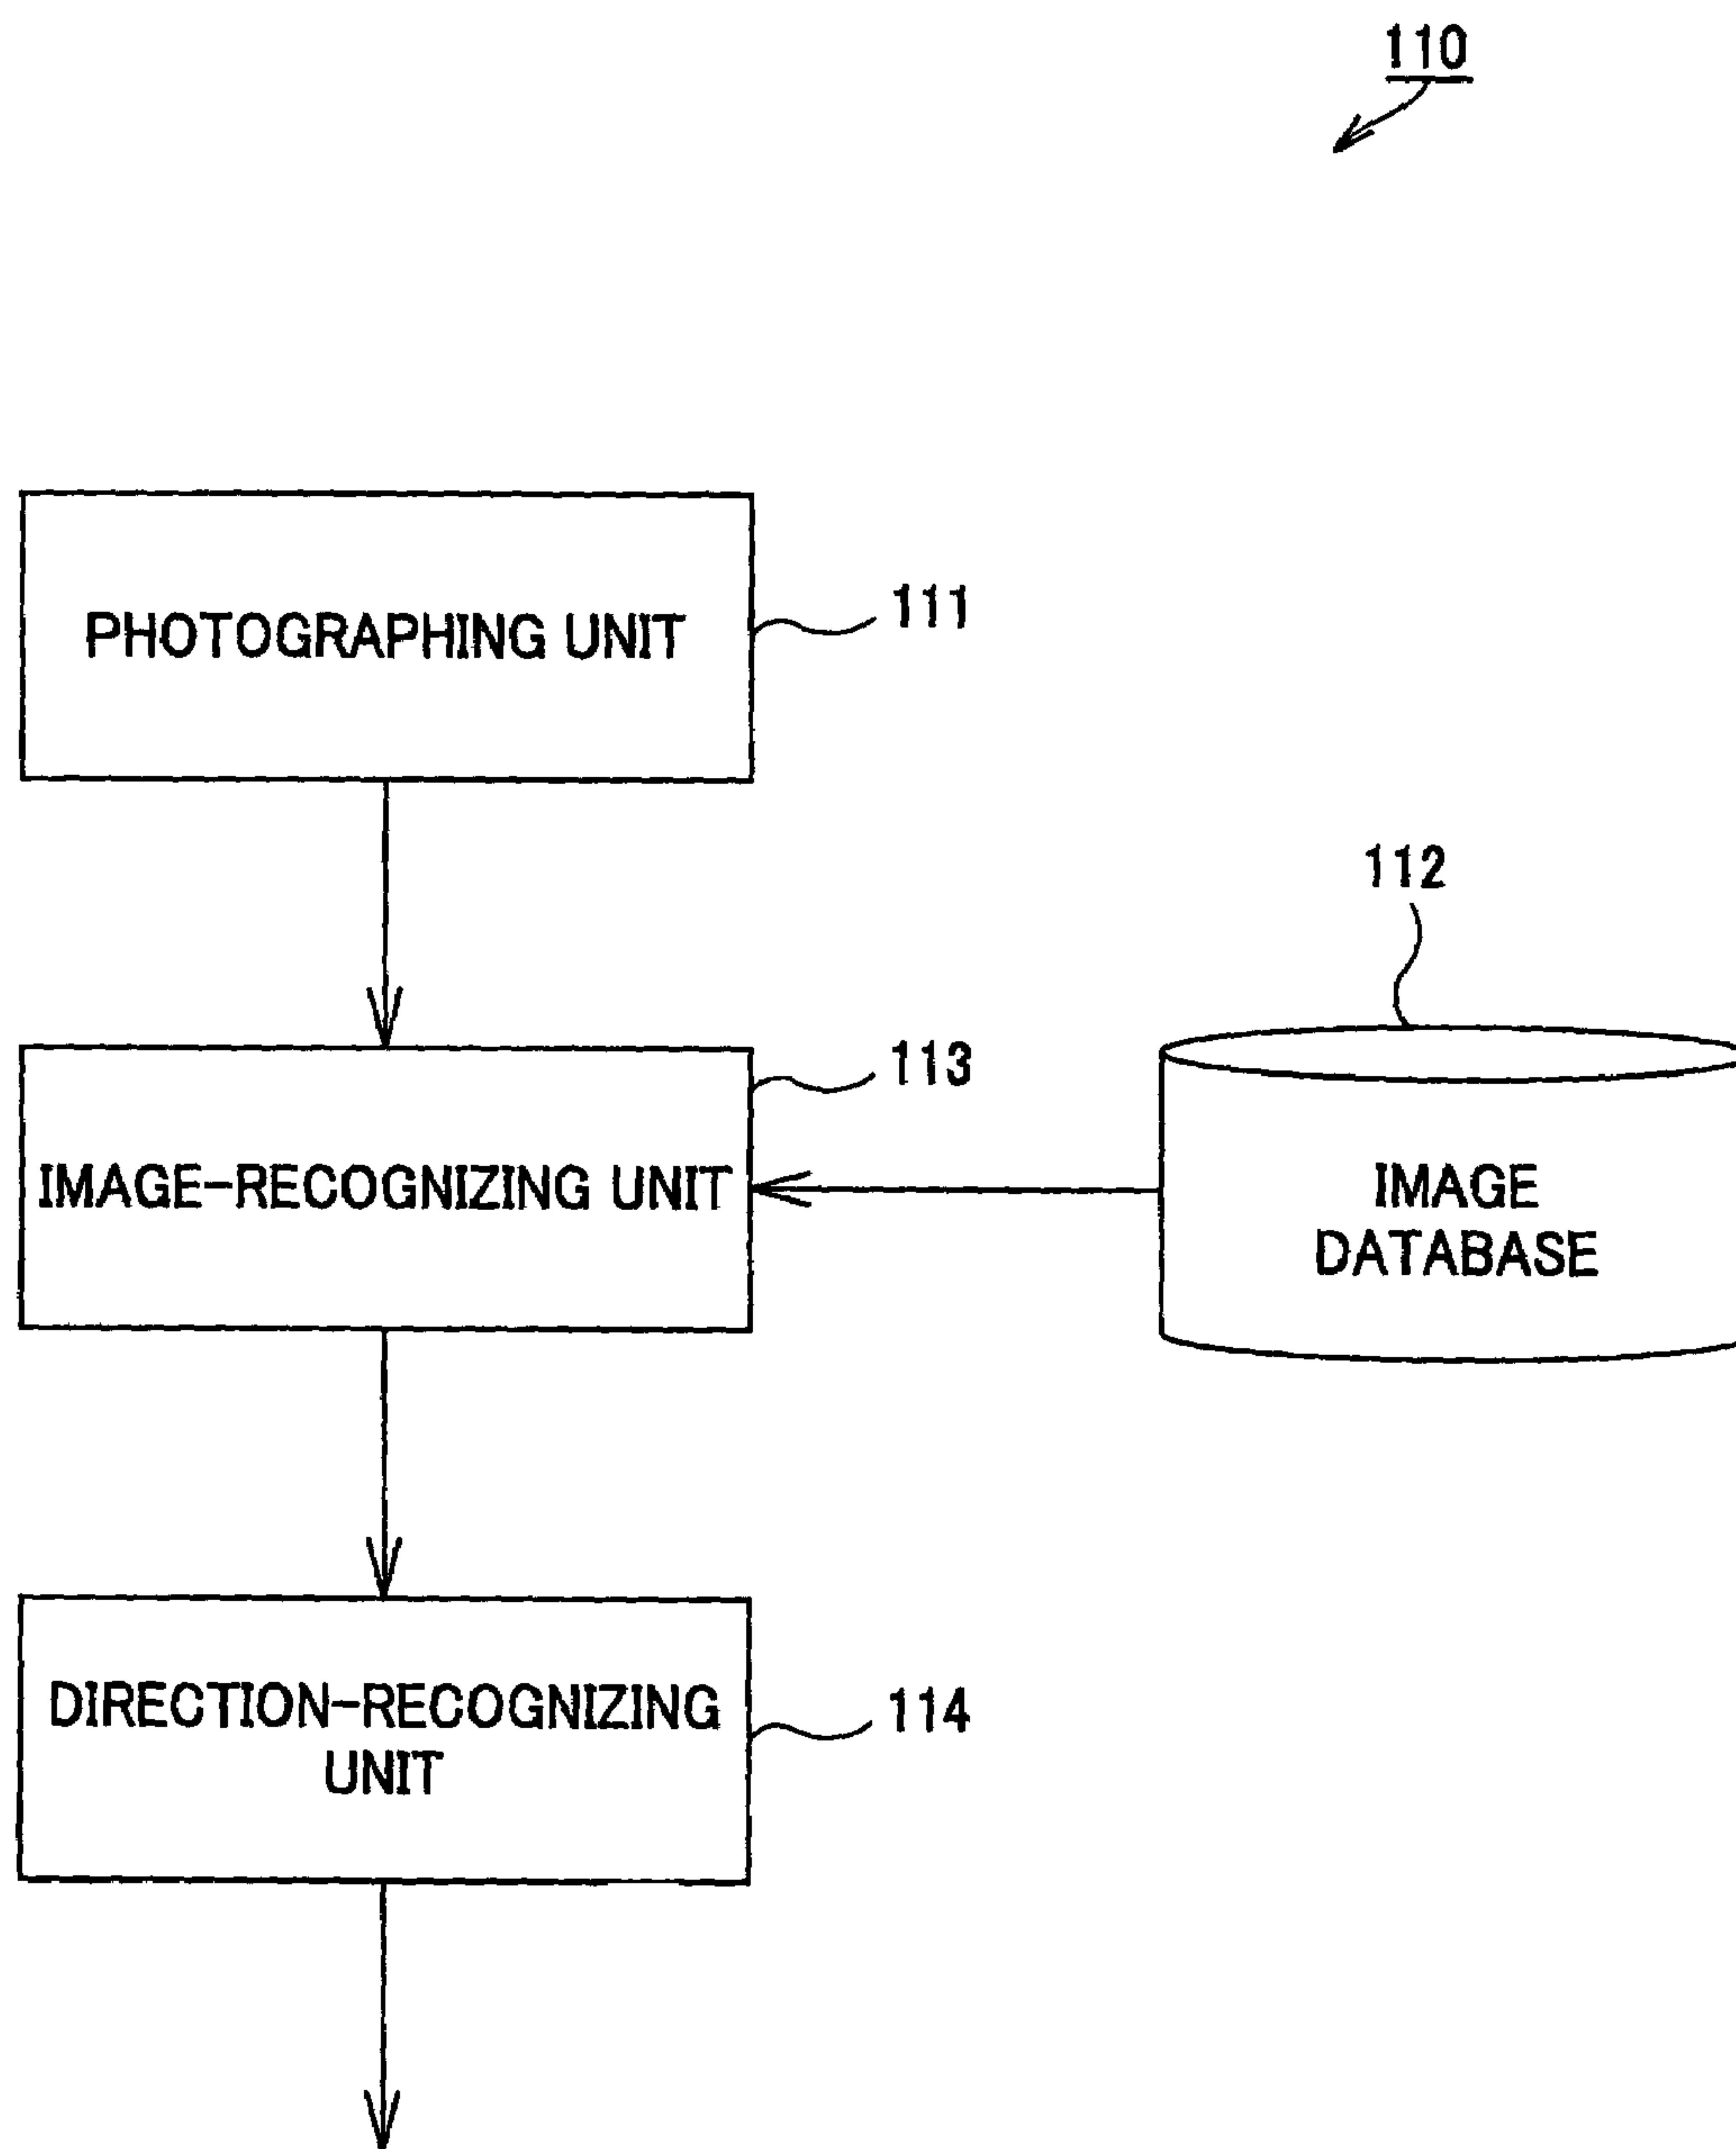 110
PHOTOGRAPHING UNIT
111
112
113
IMAGE-RECOGNIZING UNIT
IMAGE
DATABASE
DIRECTION-RECOGNIZING
UNIT
114